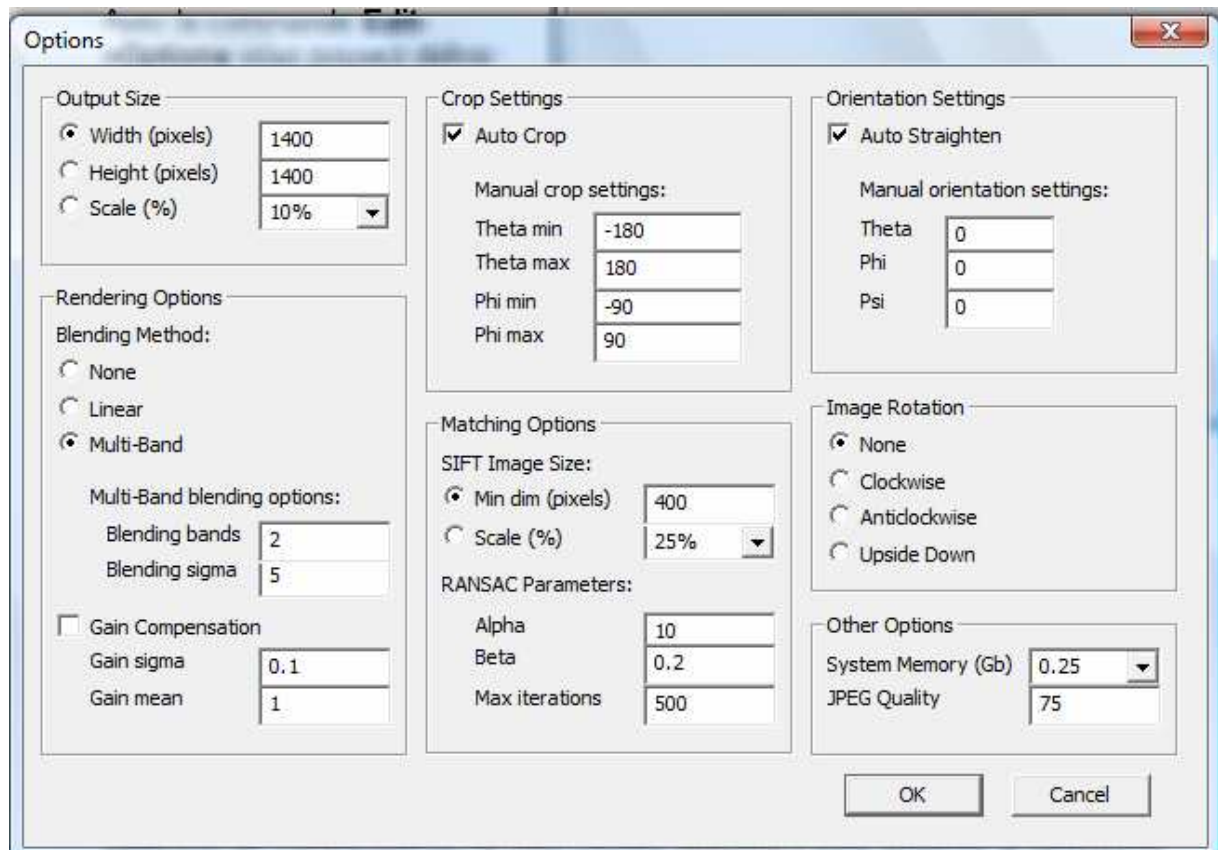 Options
Output Size
Width (pixels) 1400
Height (pixels) 1400
Scale (%) 10%
Rendering Options
Blending Method:
None
Linear
Multi-Band
Multi-Band blending options:
Blending bands 2
Blending sigma 5
Gain Compensation
Gain sigma 0.1
Gain mean 1
Crop Settings
Auto Crop
Manual crop settings:
Theta min -180
Theta max 180
Phi min -90
Phi max 90
Matching Options
SIFT Image Size:
Min dim (pixels) 400
Scale (%) 25%
RANSAC Parameters:
Alpha 10
Beta 0.2
Max iterations 500
Orientation Settings
Auto Straighten
Manual orientation settings:
Theta 0
Phi 0
Psi 0
Image Rotation
None
Clockwise
Anticlockwise
Upside Down
Other Options
System Memory (Gb) 0.25
JPEG Quality 75
OK
Cancel